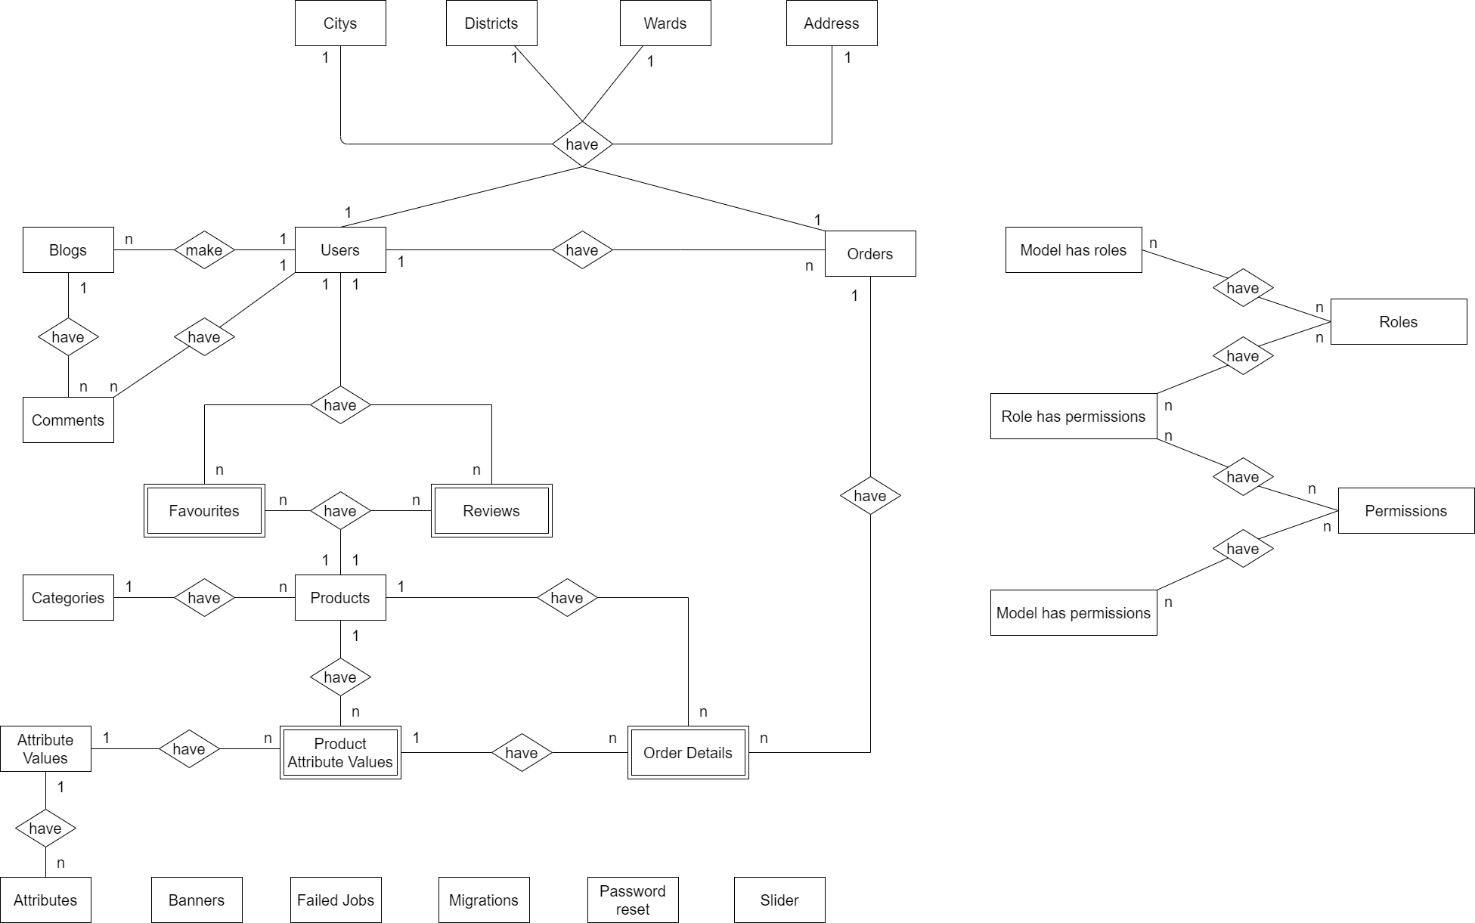 Citys
Districts
Wards
Address
1
1
1
1
have
1
1
Blogs
n
make
1
Users
1
have
n
Orders
1
1
1
1
1
have
have
n
n
Comments
have
n
n
Favourites
n
have
n
Reviews
1
1
Categories
1
have
n
Products
1
have
1
have
n
n
have
Attribute
Values
1
have
n
Product
Attribute Values
1
have
n
Order Details
n
1
have
n
Attributes
Banners
Failed Jobs
Migrations
Password
reset
Slider
Model has roles
n
have
n
Roles
n
have
Role has permissions
n
n
have
n
Permissions
n
have
Model has permissions
n